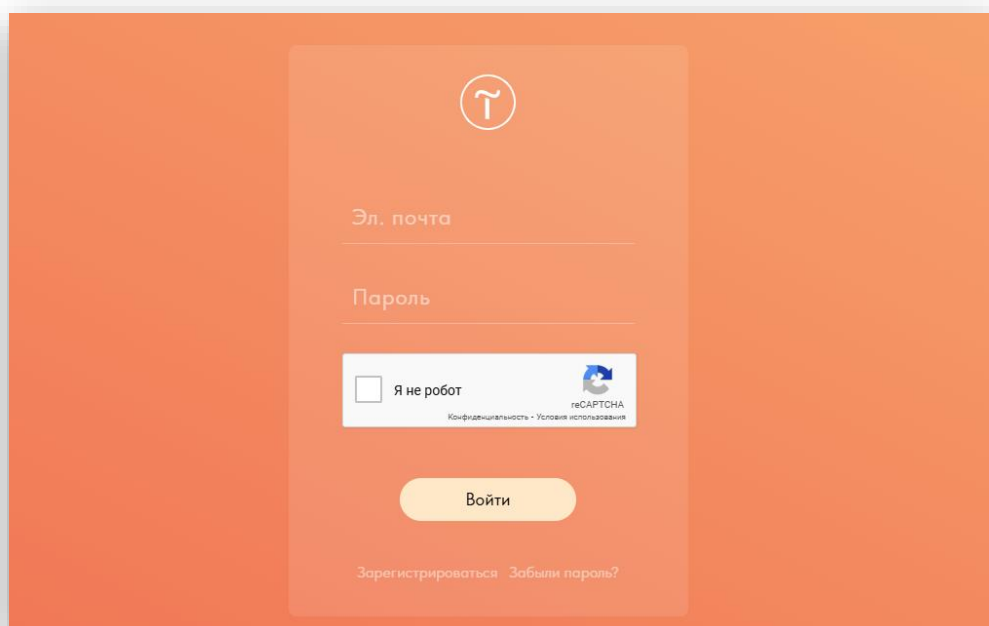 Эл. почта
Пароль
Я не робот
reCAPTCHA
Конфиденциальность - Условия использования
Войти
Зарегистрироваться Забыли пароль?